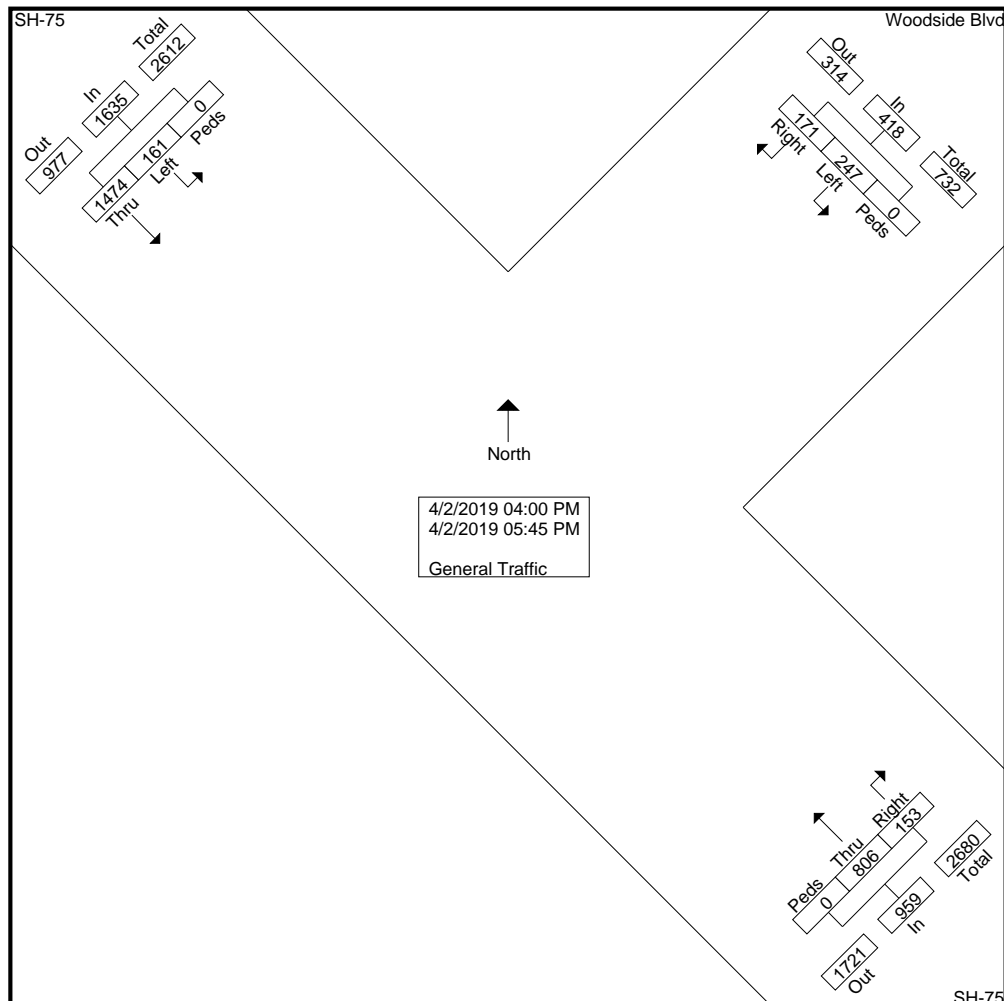 SH-75
Woodside Blvd
Out
In
Total
977
1635
2612
1474
161
0
Thru
Left
Peds
Out
In
Total
314
418
732
171
247
0
Right
Left
Peds
North
4/2/2019 04:00 PM
4/2/2019 05:45 PM
General Traffic
Peds
Thru
Right
0
806
153
1721
959
2680
Out
In
Total
SH-75